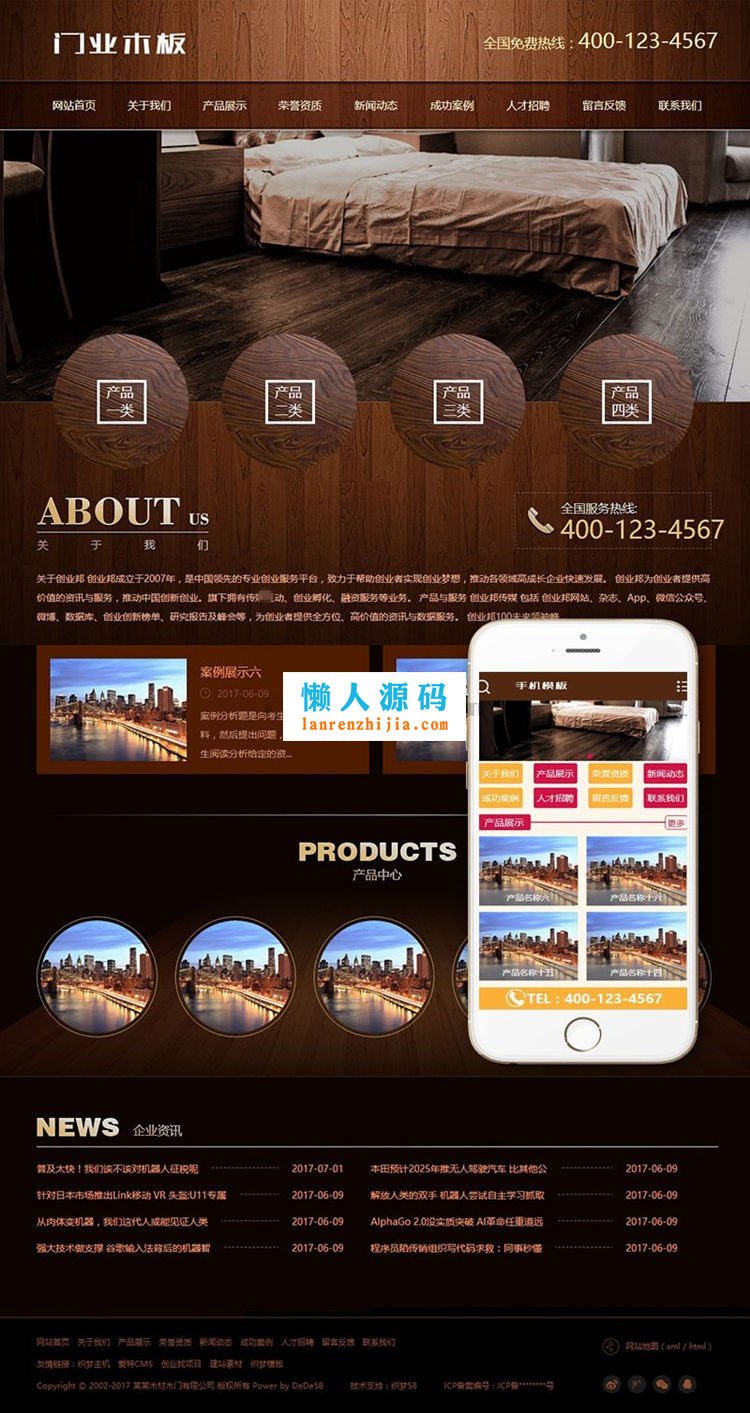 门业木板
全国免费热线：400-123-4567
网站首页 关于我们 产品展示 荣誉资质 新闻动态 成功案例 人才招聘 留言反馈 联系我们
产品
一类
产品
二类
产品
三类
产品
四类
ABOUT US
关于我们
全国服务热线:
400-123-4567
关于创业邦 创业邦成立于2007年，是中国领先的专业创业服务平台，致力于帮助创业者实现创业梦想，推动各领域高成长企业快速发展。 创业邦为创业者提供高
价值的资讯与服务，推动中国创新创业。旗下拥有传媒互动、创业孵化、融资服务等业务。 产品与服务 创业邦传媒 包括 创业邦网站、杂志、App、微信公众号、
微博、数据库、创业创新榜单、研究报告及峰会等，为创业者提供全方位、高价值的资讯与数据服务。 创业邦100未来领袖峰
案例展示六
2017-06-09
案例分析题是向考生
料，然后提出问题，
生阅读分析给定的资...
懒人源码
lanrenzhijia.com
手机模板
关于我们 产品展示 荣誉资质 新闻动态
成功案例 人才招聘 留言反馈 联系我们
产品展示 更多
产品名称六 产品名称十六
产品名称十五 产品名称十四
TEL：400-123-4567
PRODUCTS
产品中心
NEWS 企业资讯
普及太快！我们该不该对机器人征税呢 2017-07-01
本田预计2025年推无人驾驶汽车 比其他公 2017-06-09
针对日本市场推出Link移动 VR 头盔:U11专属 2017-06-09
解放人类的双手 机器人尝试自主学习抓取 2017-06-09
从肉体变机器，我们这代人或能见证人类 2017-06-09
AlphaGo 2.0没实质突破 AI革命任重道远 2017-06-09
强大技术做支撑 谷歌输入法背后的机器智 2017-06-09
程序员陷传销组织写代码求救：同事秒懂 2017-06-09
网站首页 关于我们 产品展示 荣誉资质 新闻动态 成功案例 人才招聘 留言反馈 联系我们
网站地图（xml / html）
友情链接：织梦主机 爱特CMS 创业找项目 建站素材 织梦模板
Copyright © 2002-2017 某某木材木门有限公司 版权所有 Power by DeDe58 技术支持：织梦58 ICP备案编号：ICP备********号